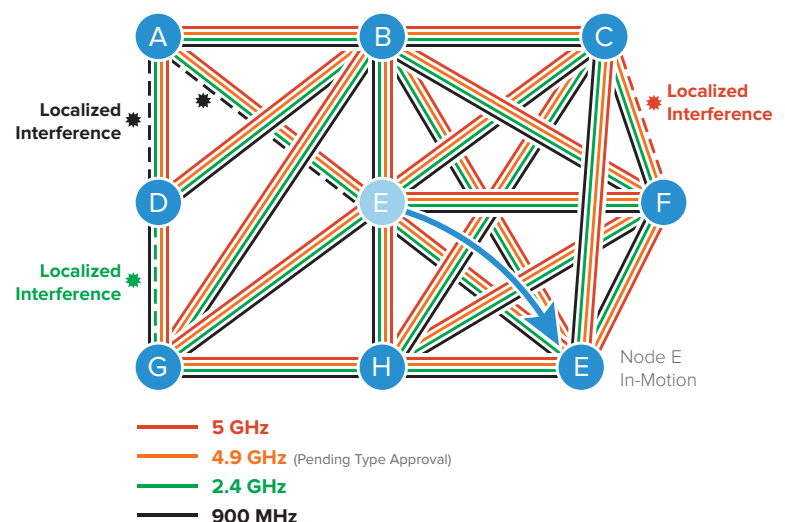 A
B
C
Localized
Interference
Localized
Interference
D
E
F
Localized
Interference
G
H
E
Node E
In-Motion
5 GHz
4.9 GHz (Pending Type Approval)
2.4 GHz
900 MHz